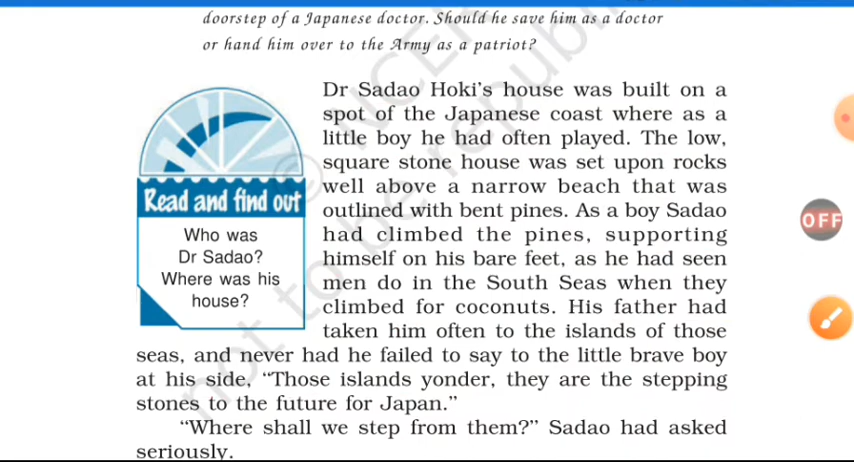 doorstep of a Japanese doctor. Should he save him as a doctor
or hand him over to the Army as a patriot?
Read and find out
Who was
Dr Sadao?
Where was his
house?
Dr Sadao Hoki's house was built on a
spot of the Japanese coast where as a
little boy he had often played. The low,
square stone house was set upon rocks
well above a narrow beach that was
outlined with bent pines. As a boy Sadao
had climbed the pines, supporting
himself on his bare feet, as he had seen
men do in the South Seas when they
climbed for coconuts. His father had
taken him often to the islands of those
seas, and never had he failed to say to the little brave boy
at his side, “Those islands yonder, they are the stepping
stones to the future for Japan.”
“Where shall we step from them?” Sadao had asked
seriously.
OFF
not to be republi
© NCE